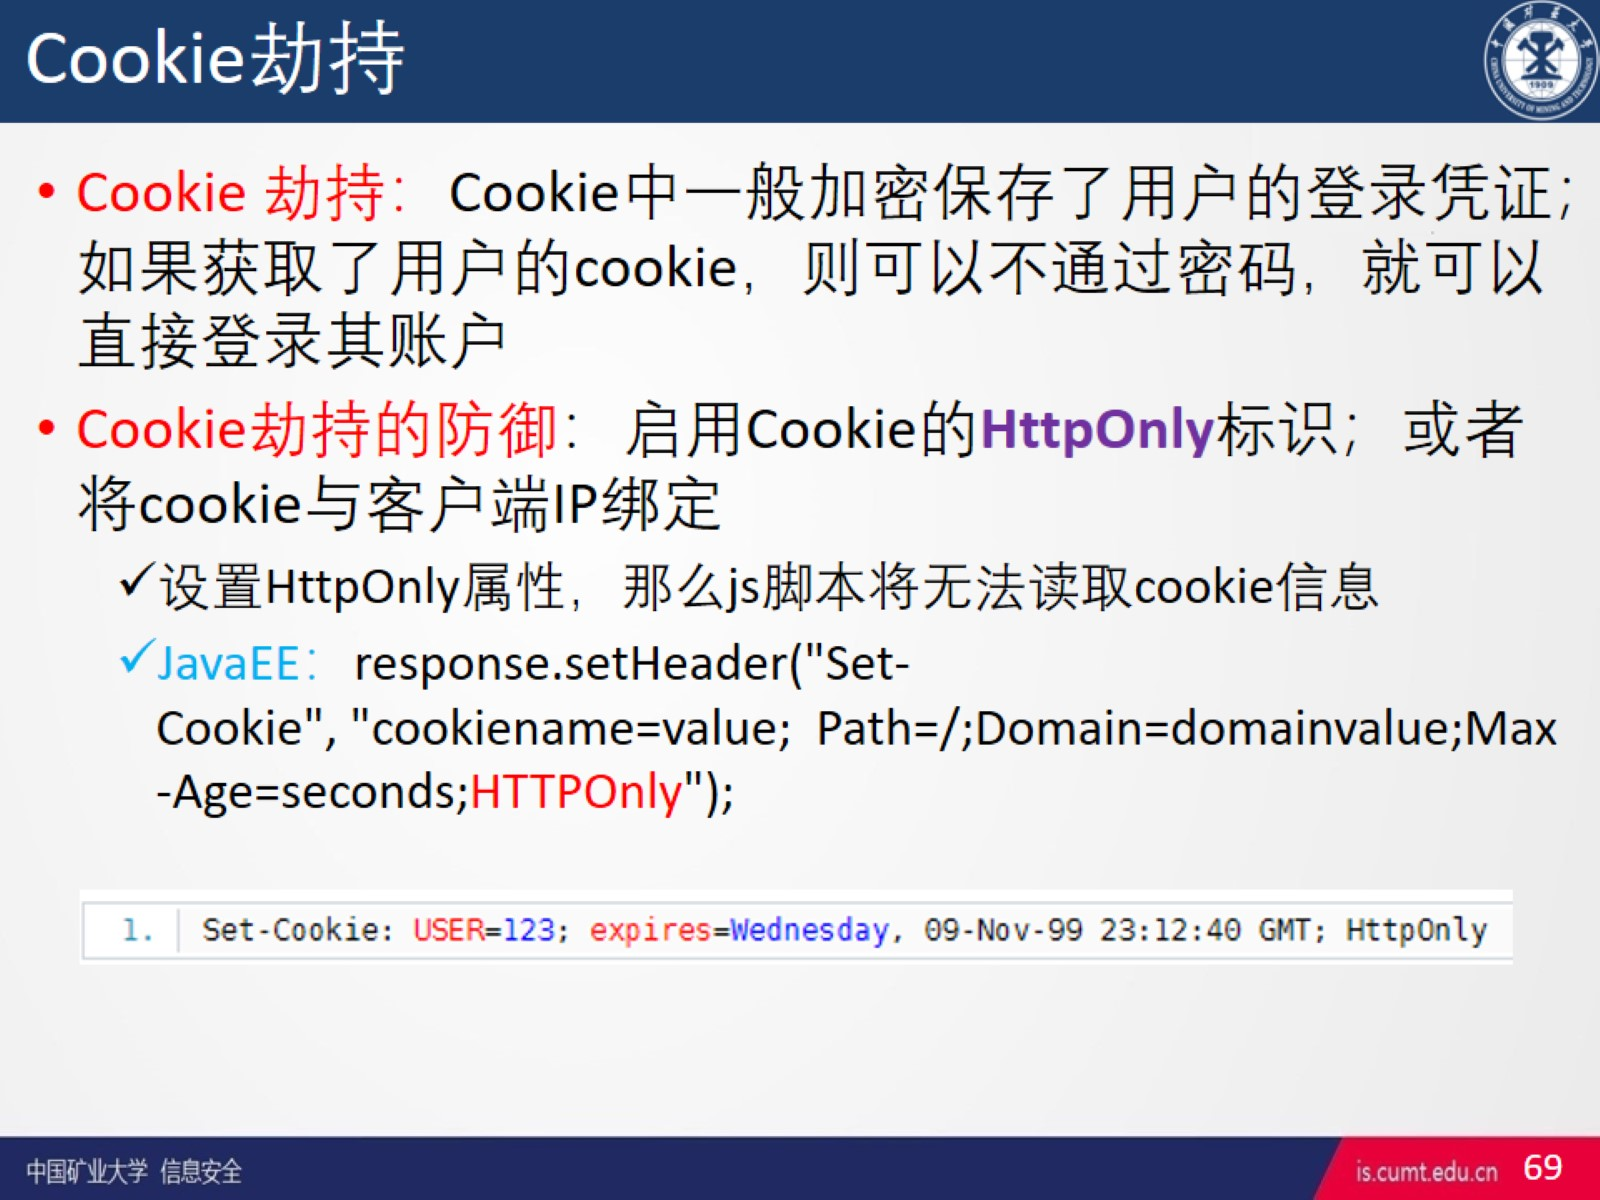 Cookie劫持
CHINA UNIVERSITY OF MINING AND TECHNOLOGY
1909
• Cookie 劫持： Cookie中一般加密保存了用户的登录凭证；
如果获取了用户的cookie，则可以不通过密码，就可以
直接登录其账户
• Cookie劫持的防御：启用Cookie的HttpOnly标识；或者
将cookie与客户端IP绑定
✓设置HttpOnly属性，那么js脚本将无法读取cookie信息
✓JavaEE： response.setHeader("Set-
Cookie", "cookiename=value; Path=/;Domain=domainvalue;Max
-Age=seconds;HTTPOnly");
1. Set-Cookie: USER=123; expires=Wednesday, 09-Nov-99 23:12:40 GMT; HttpOnly
中国矿业大学 信息安全
is.cumt.edu.cn 69